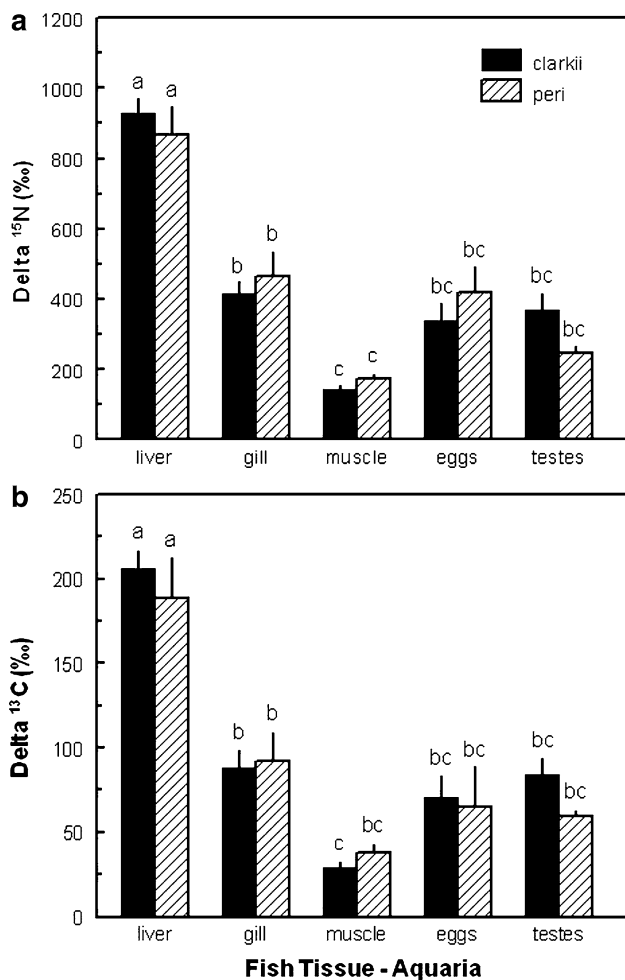 a
1200
1000
800
600
400
200
0
Delta ¹⁵N (‰)
clarkii
peri
a a
b b
c c
bc bc
bc bc
liver gill muscle eggs testes
b
250
200
150
100
50
0
Delta ¹³C (‰)
a a
b b
c bc
bc bc
bc bc
liver gill muscle eggs testes
Fish Tissue - Aquaria